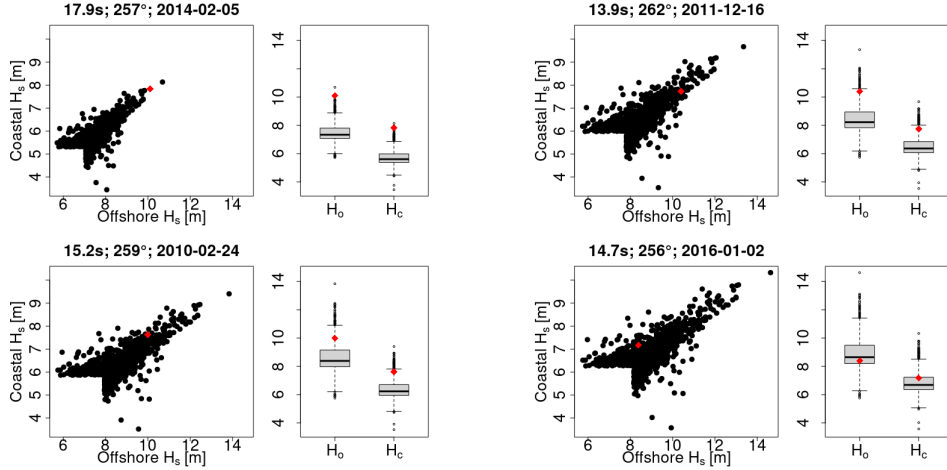 17.9s; 257°; 2014-02-05
Coastal Hs [m]
4 5 6 7 8 9
6 8 10 12 14
Offshore Hs [m]
6 8 10 14
Ho Hc
13.9s; 262°; 2011-12-16
Coastal Hs [m]
4 5 6 7 8 9
6 8 10 12 14
Offshore Hs [m]
4 6 8 10 14
Ho Hc
15.2s; 259°; 2010-02-24
Coastal Hs [m]
4 5 6 7 8 9
6 8 10 12 14
Offshore Hs [m]
4 6 8 10 14
Ho Hc
14.7s; 256°; 2016-01-02
Coastal Hs [m]
4 5 6 7 8 9
6 8 10 12 14
Offshore Hs [m]
4 6 8 10 14
Ho Hc